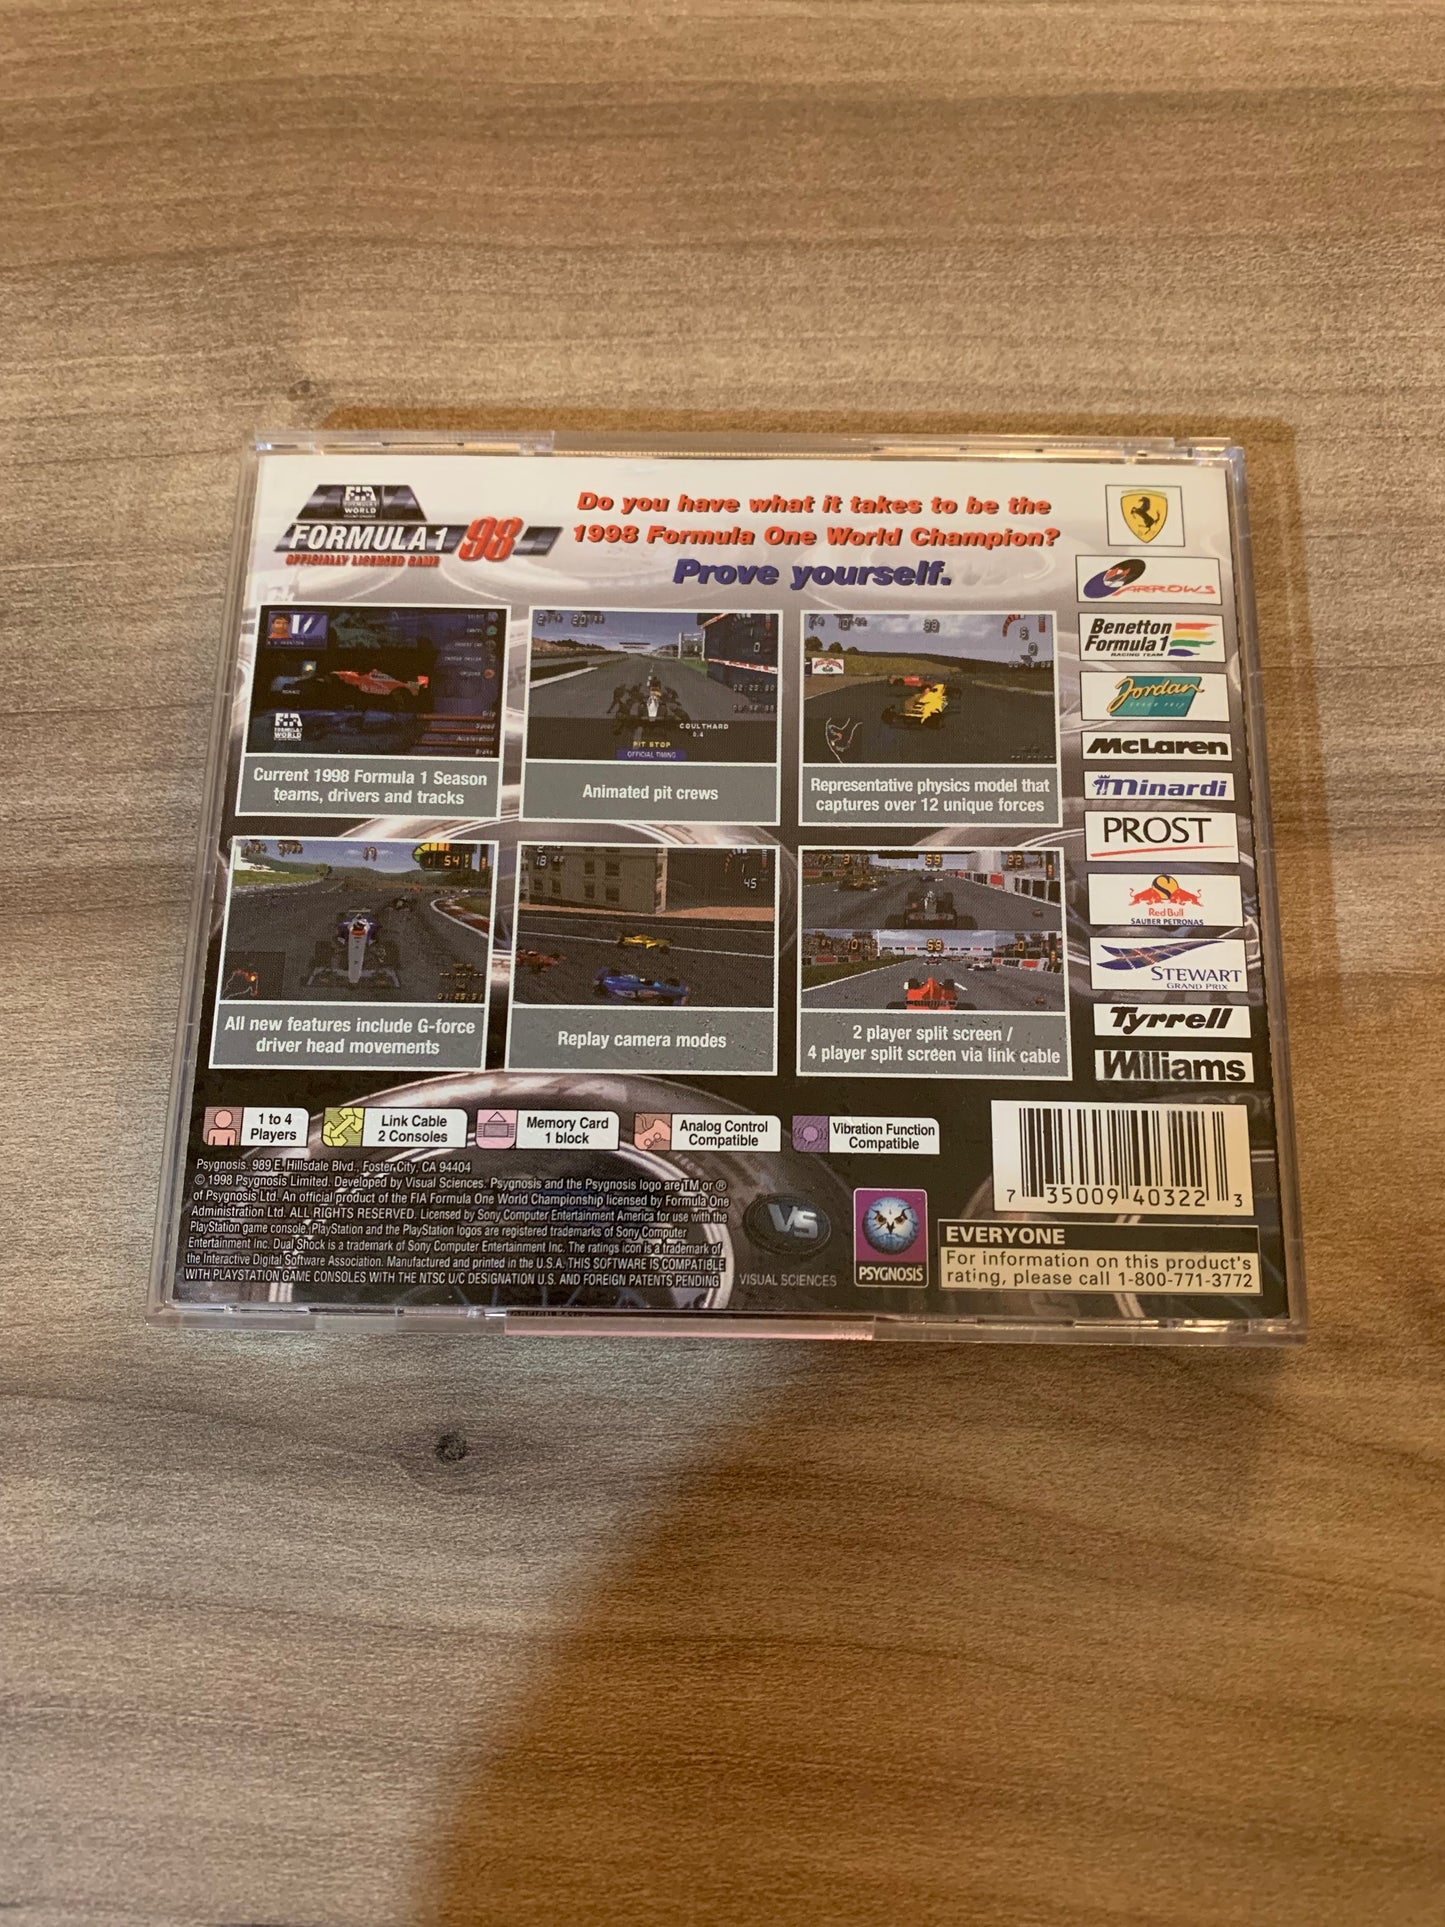 FIA
FORMULA 1
WORLD
FORMULA 1 98
OFFICIALLY LICENSED GAME
Do you have what it takes to be the
1998 Formula One World Champion?
Prove yourself.
Current 1998 Formula 1 Season
teams, drivers and tracks
COULTHARD
PIT STOP
OFFICIAL TIMING
Animated pit crews
Representative physics model that
captures over 12 unique forces
All new features include G-force
driver head movements
Replay camera modes
2 player split screen /
4 player split screen via link cable
ARROWS
Benetton
Formula 1
RACING TEAM
Jordan
GRAND PRIX
McLaren
Minardi
PROST
Red Bull
SAUBER PETRONAS
STEWART
GRAND PRIX
Tyrrell
Williams
1 to 4
Players
Link Cable
2 Consoles
Memory Card
1 block
Analog Control
Compatible
Vibration Function
Compatible
Psygnosis. 989 E. Hillsdale Blvd., Foster City, CA 94404
© 1998 Psygnosis Limited. Developed by Visual Sciences. Psygnosis and the Psygnosis logo are TM or ®
of Psygnosis Ltd. An official product of the FIA Formula One World Championship licensed by Formula One
Administration Ltd. ALL RIGHTS RESERVED. Licensed by Sony Computer Entertainment America for use with the
PlayStation game console. PlayStation and the PlayStation logos are registered trademarks of Sony Computer
Entertainment Inc. Dual Shock is a trademark of Sony Computer Entertainment Inc. The ratings icon is a trademark of
the Interactive Digital Software Association. Manufactured and printed in the U.S.A. THIS SOFTWARE IS COMPATIBLE
WITH PLAYSTATION GAME CONSOLES WITH THE NTSC U/C DESIGNATION U.S. AND FOREIGN PATENTS PENDING
VS
VISUAL SCIENCES
PSYGNOSIS
7 35009 40322 3
EVERYONE
For information on this product's
rating, please call 1-800-771-3772